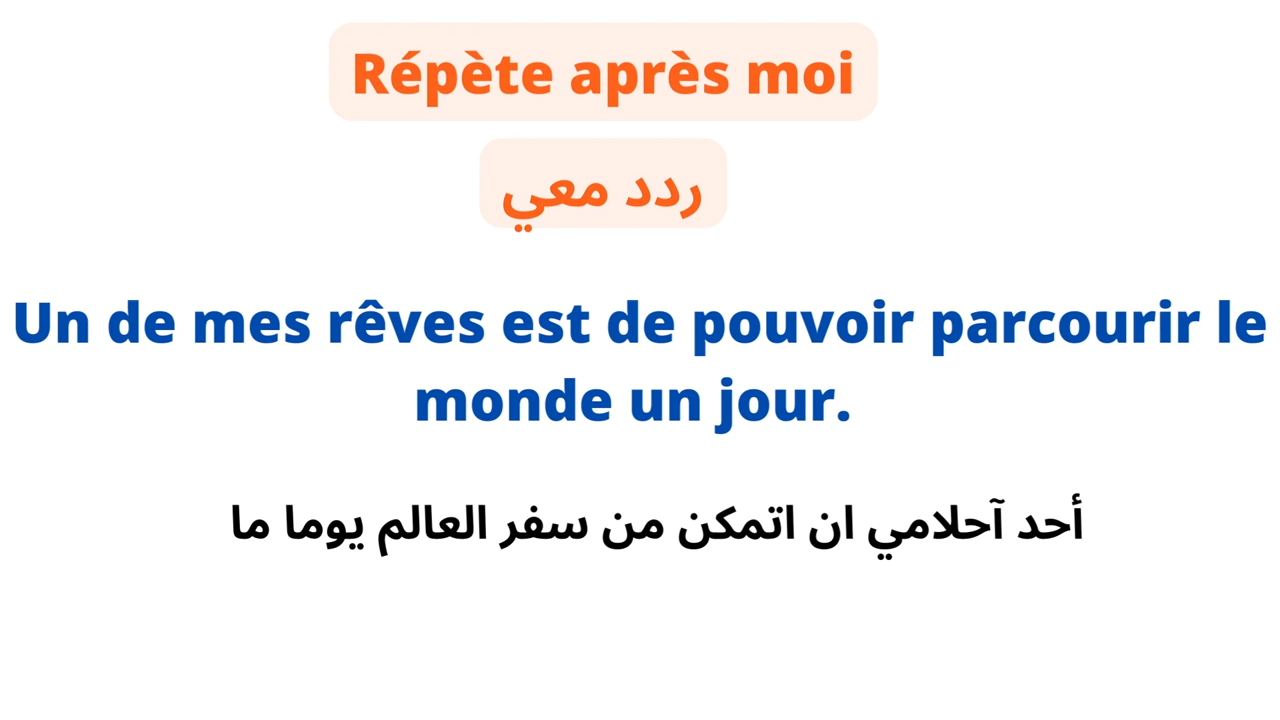 Répète après moi
ردد معي
Un de mes rêves est de pouvoir parcourir le
monde un jour.
أحد آحلامي ان اتمكن من سفر العالم يوما ما